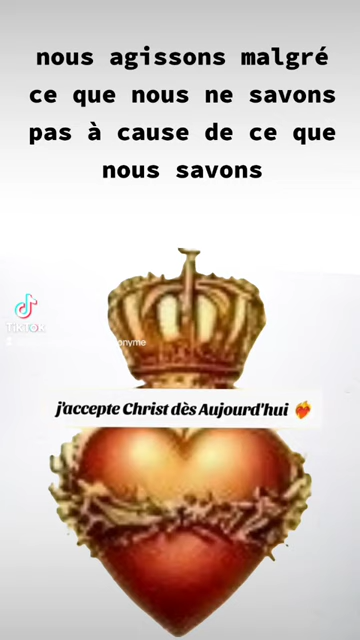 nous agissons malgré
ce que nous ne savons
pas à cause de ce que
nous savons
TikTok
j'accepte Christ dès Aujourd'hui